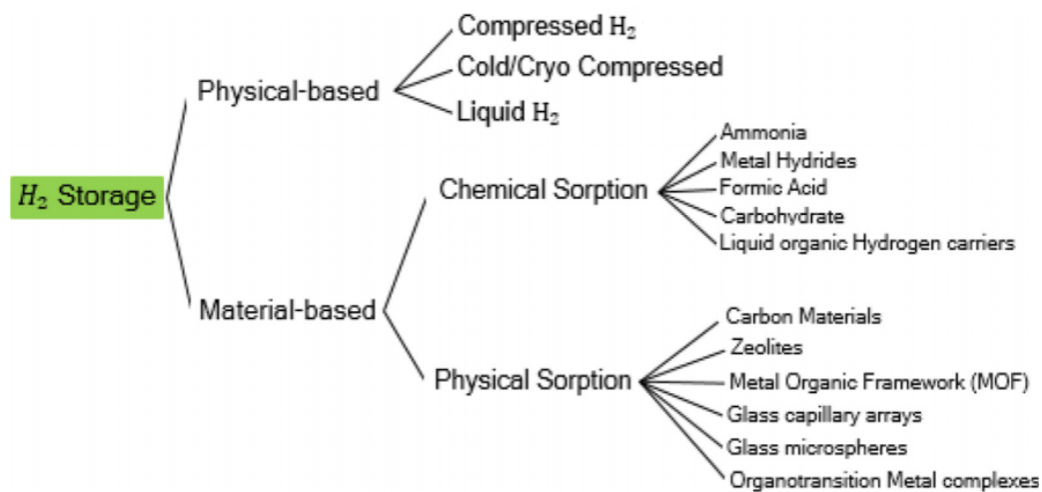 Compressed H₂
Cold/Cryo Compressed
Liquid H₂
Physical-based
H₂ Storage
Material-based
Chemical Sorption
Ammonia
Metal Hydrides
Formic Acid
Carbohydrate
Liquid organic Hydrogen carriers
Physical Sorption
Carbon Materials
Zeolites
Metal Organic Framework (MOF)
Glass capillary arrays
Glass microspheres
Organotransition Metal complexes